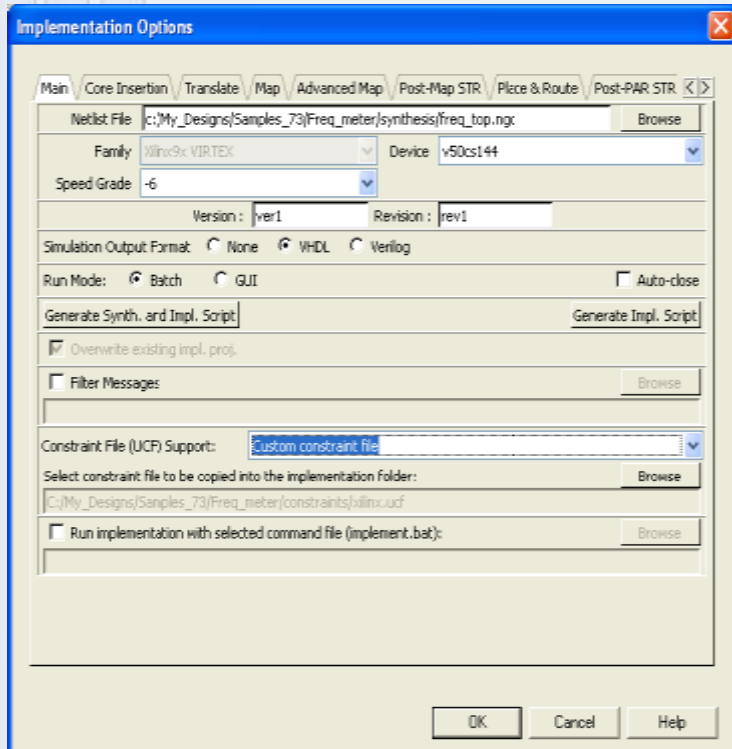 Implementation Options
Main Core Insertion Translate Map Advanced Map Post-Map STR Place & Route Post-PAR STR
Netlist File c:/My_Designs/Samples_73/Freq_meter/synthesis/freq_top.ngc Browse
Family Xilinx9x VIRTEX Device v50cs144
Speed Grade -6
Version : ver1 Revision : rev1
Simulation Output Format None VHDL Verilog
Run Mode: Batch GUI Auto-close
Generate Synth. and Impl. Script Generate Impl. Script
Overwrite existing impl. proj.
Filter Messages Browse
Constraint File (UCF) Support: Custom constraint file
Select constraint file to be copied into the implementation folder: Browse
C:/My_Designs/Samples_73/Freq_meter/constraints/xilinx.ucf
Run implementation with selected command file (implement.bat): Browse
OK Cancel Help